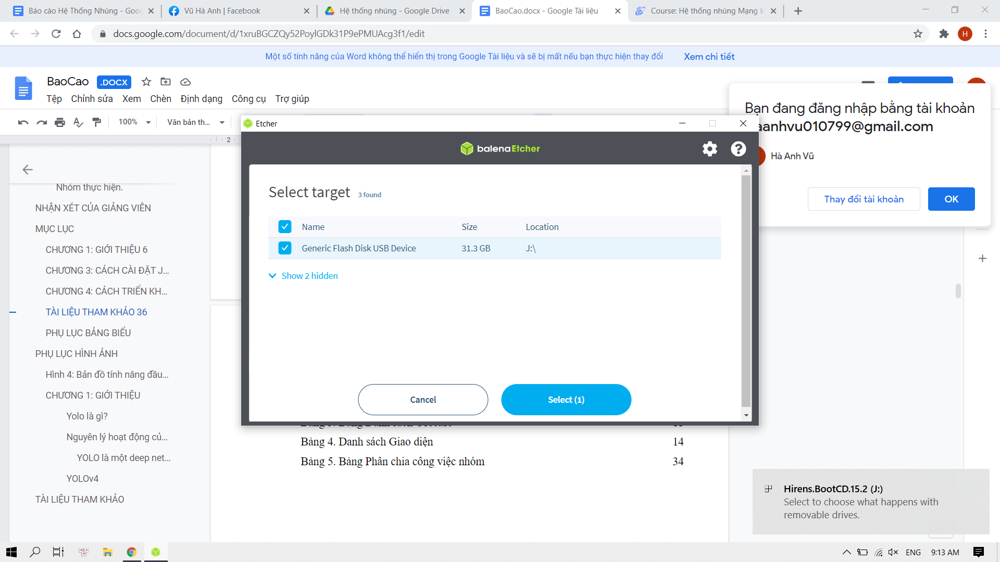 Báo cáo Hệ Thống Nhúng - Goo
Vũ Hà Anh | Facebook
Hệ thống nhúng - Google Drive
BaoCao.docx - Google Tài liệu
Course: Hệ thống nhúng Mạng k
docs.google.com/document/d/1xruBGCZQy52PoylGDk31P9ePMUAcg3f1/edit
H
Một số tính năng của Word không thể hiển thị trong Google Tài liệu và sẽ bị mất nếu bạn thực hiện thay đổi
Xem chi tiết
BaoCao
.DOCX
Tệp Chỉnh sửa Xem Chèn Định dạng Công cụ Trợ giúp
100%
Văn bản th...
2
Bạn đang đăng nhập bằng tài khoản
aanhvu010799@gmail.com
Hà Anh Vũ
Thay đổi tài khoản
OK
Nhóm thực hiện.
NHẬN XÉT CỦA GIẢNG VIÊN
MỤC LỤC
CHƯƠNG 1: GIỚI THIỆU 6
CHƯƠNG 3: CÁCH CÀI ĐẶT J...
CHƯƠNG 4: CÁCH TRIỂN KH...
TÀI LIỆU THAM KHẢO 36
PHỤ LỤC BẢNG BIỂU
PHỤ LỤC HÌNH ẢNH
Hình 4: Bản đồ tính năng đầu...
CHƯƠNG 1: GIỚI THIỆU
Yolo là gì?
Nguyên lý hoạt động củ...
YOLO là một deep net...
YOLOv4
TÀI LIỆU THAM KHẢO
Etcher
balenaEtcher
Select target 3 found
Name Size Location
Generic Flash Disk USB Device 31.3 GB J:\
Show 2 hidden
Cancel
Select (1)
Bảng 4. Danh sách Giao diện 14
Bảng 5. Bảng Phân chia công việc nhóm 34
Hirens.BootCD.15.2 (J:)
Select to choose what happens with
removable drives.
ENG
9:13 AM